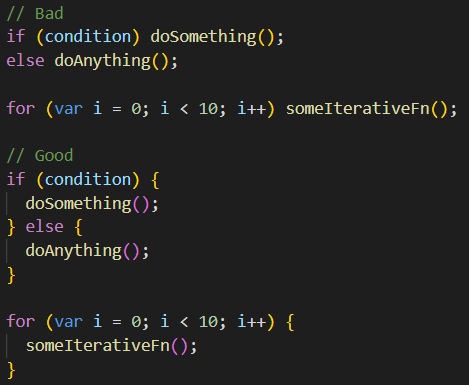 // Bad
if (condition) doSomething();
else doAnything();
for (var i = 0; i < 10; i++) someIterativeFn();
// Good
if (condition) {
  doSomething();
} else {
  doAnything();
}
for (var i = 0; i < 10; i++) {
  someIterativeFn();
}